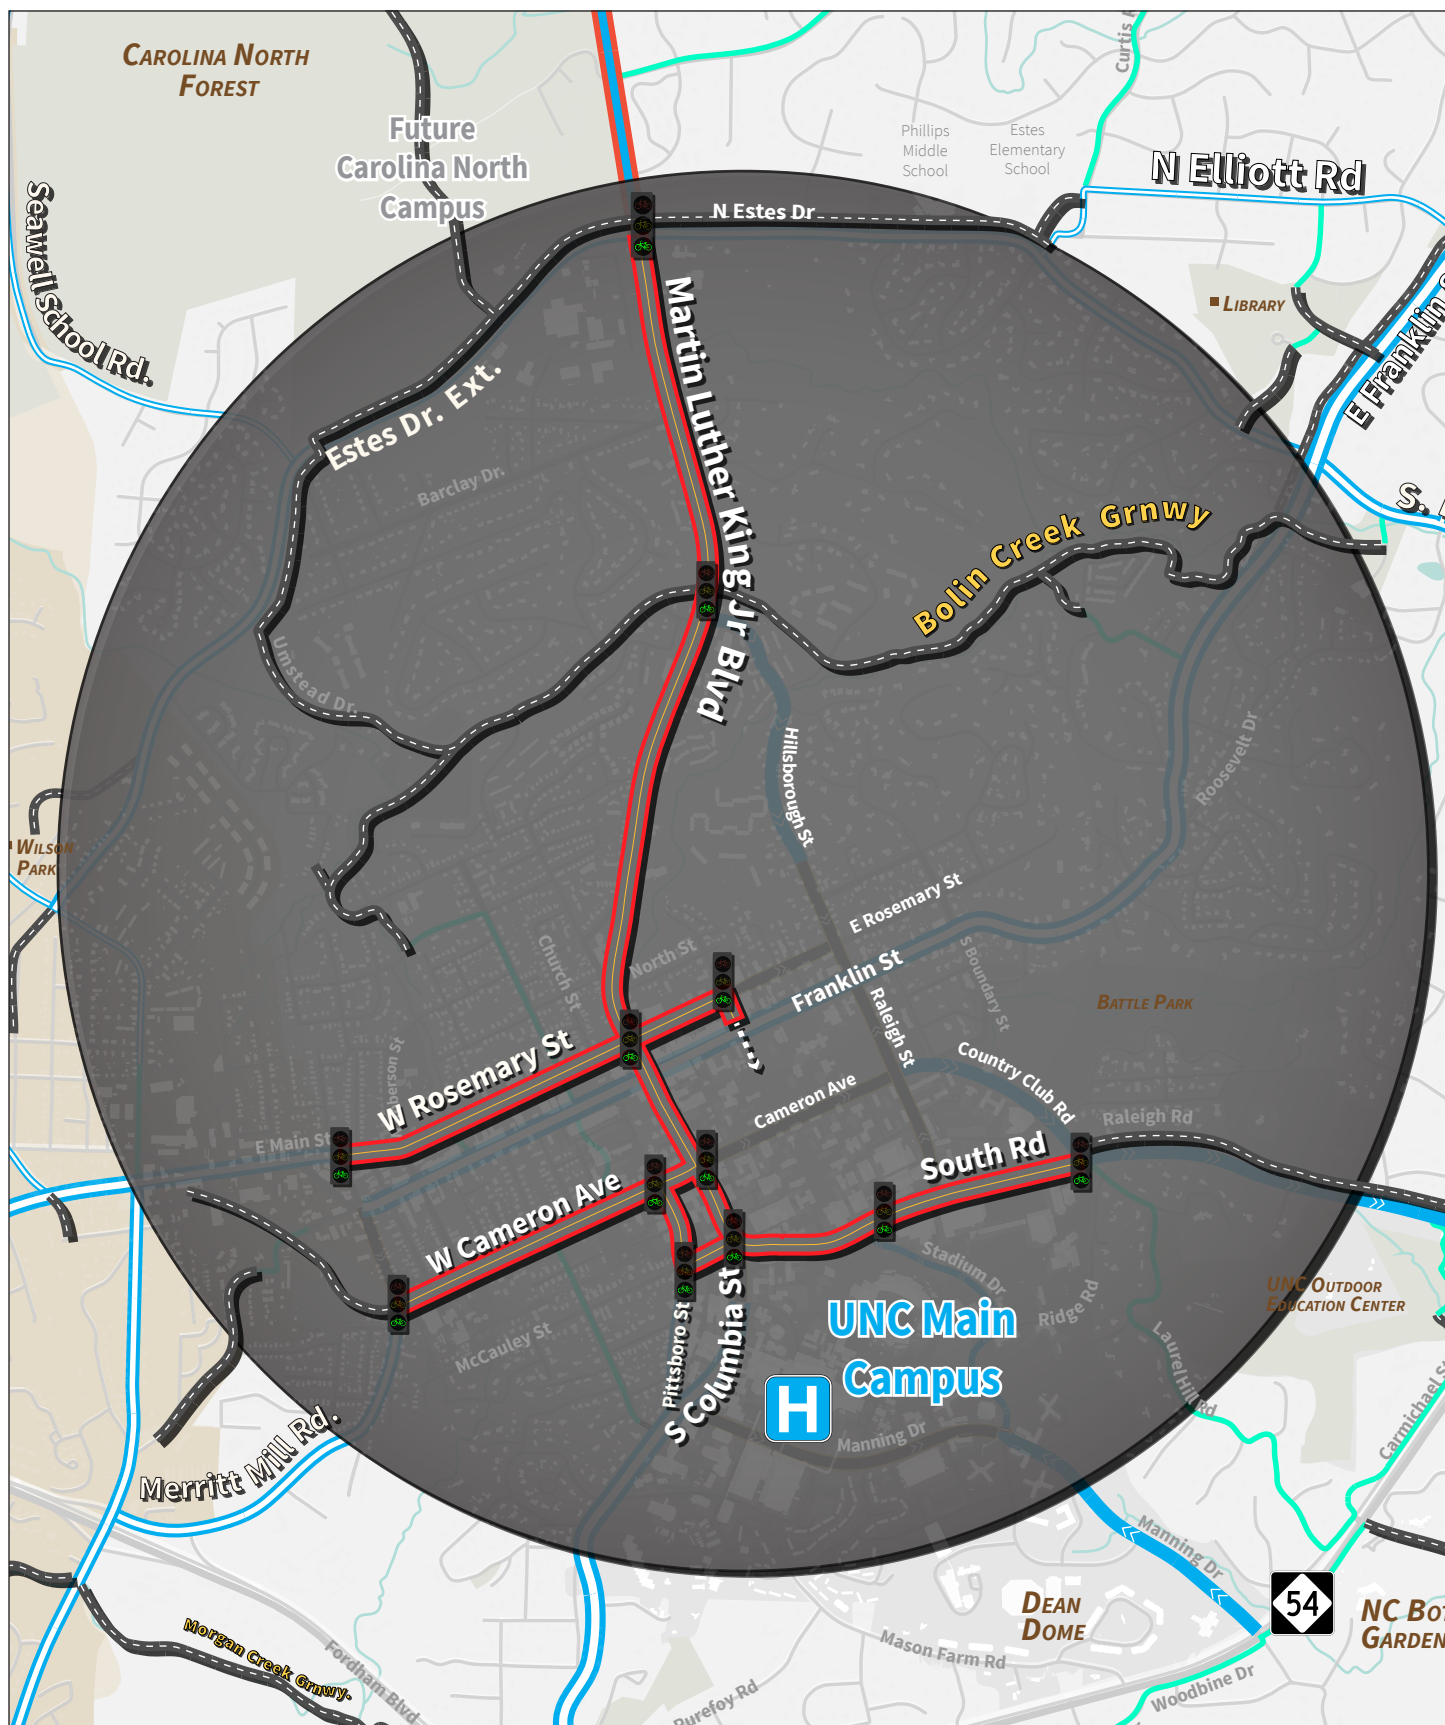 CAROLINA NORTH
FOREST
Curtis
Future
Carolina North
Campus
Phillips
Middle
School
Estes
Elementary
School
N Elliott Rd
Seawell School Rd.
N Estes Dr
LIBRARY
E Franklin
Martin Luther King Jr Blvd
Estes Dr. Ext.
Barclay Dr.
S.
Bolin Creek Grnwy
Umstead Dr.
Hillsborough St
Roosevelt Dr
WILSON
PARK
E Rosemary St
North St
Church St
Franklin St
S Boundary St
BATTLE PARK
Raleigh St
W Rosemary St
Country Club Rd
Cameron Ave
E Main St
Raleigh Rd
South Rd
W Cameron Ave
Stadium Dr
Ridge Rd
UNC OUTDOOR
EDUCATION CENTER
UNC Main
Campus
McCauley St
Pittsboro St
S Columbia St
Laurel Hill Rd
H
Manning Dr
Carmichael S
Merritt Mill Rd.
Manning Dr
DEAN
DOME
54
NC BOT
GARDEN
Morgan Creek Grnwy.
Fordham Blvd
Mason Farm Rd
Purefoy Rd
Woodbine Dr